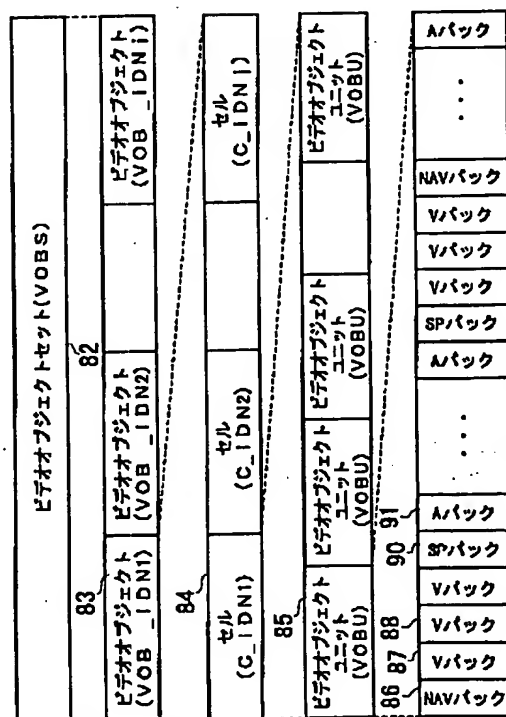 ビデオオブジェクトセット(VOBS)
82
83
ビデオオブジェクト
(VOB_IDN1)
ビデオオブジェクト
(VOB_IDN2)
ビデオオブジェクト
(VOB_IDNi)
84
セル
(C_IDN1)
セル
(C_IDN2)
セル
(C_IDNj)
85
ビデオオブジェクト
ユニット
(VOBU)
ビデオオブジェクト
ユニット
(VOBU)
ビデオオブジェクト
ユニット
(VOBU)
ビデオオブジェクト
ユニット
(VOBU)
86
87
88
90
91
NAVパック
Vパック
Vパック
Vパック
SPパック
Aパック
・・・
Aパック
SPパック
Vパック
Vパック
Vパック
NAVパック
・・・
Aパック